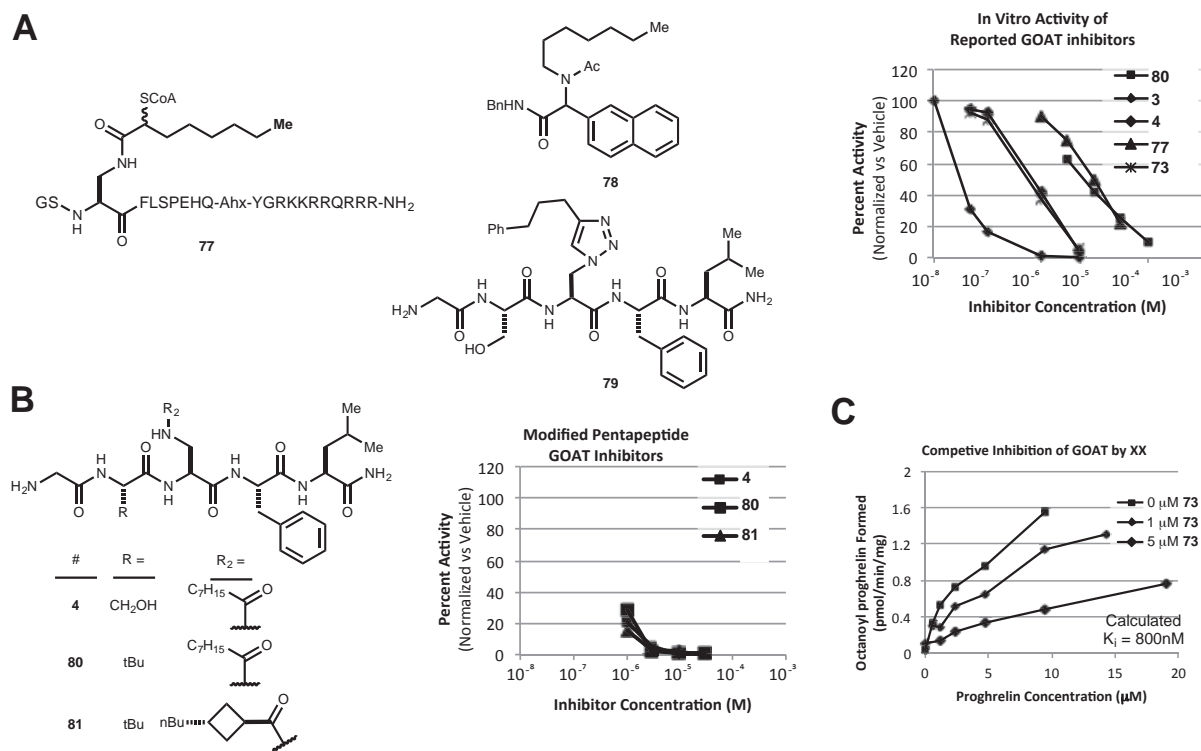 A
SCoA
O
Me
NH
GS
N
H
O
FLSPEHQ-Ahx-YGRKKRRQRRR-NH2
77
Me
N
Ac
BnHN
O
78
Ph
N
N
N
H2N
O
H
N
HO
O
N
H
O
H
N
O
N
H
Me
Me
NH2
O
79
In Vitro Activity of
Reported GOAT inhibitors
Percent Activity
(Normalized vs Vehicle)
120
100
80
60
40
20
0
10-8
10-7
10-6
10-5
10-4
10-3
Inhibitor Concentration (M)
80
3
4
77
73
B
R2
HN
H2N
O
H
N
R
O
N
H
O
H
N
O
N
H
Me
Me
NH2
O
# R = R2 =
4 CH2OH C7H15 O
80 tBu C7H15 O
81 tBu nBu O
Modified Pentapeptide
GOAT Inhibitors
Percent Activity
(Normalized vs Vehicle)
120
100
80
60
40
20
0
10-8
10-7
10-6
10-5
10-4
10-3
Inhibitor Concentration (M)
4
80
81
C
Competive Inhibition of GOAT by XX
Octanoyl proghrelin Formed
(pmol/min/mg)
2
1.6
1.2
0.8
0.4
0
0
5
10
15
20
Proghrelin Concentration (μM)
0 μM 73
1 μM 73
5 μM 73
Calculated
Ki = 800nM